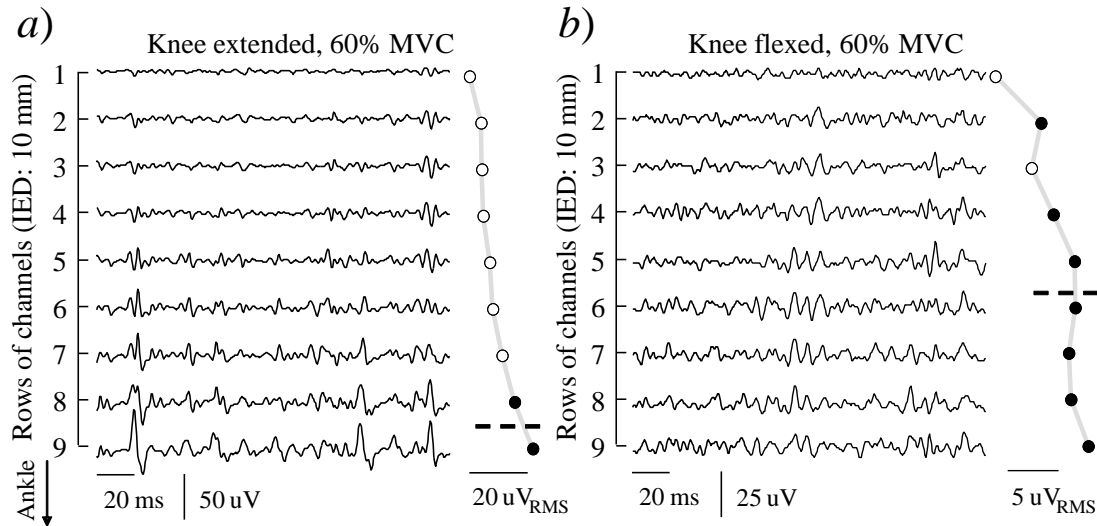 a)
Knee extended, 60% MVC
Rows of channels (IED: 10 mm)
1
2
3
4
5
6
7
8
9
Ankle
20 ms
50 uV
20 uVRMS
b)
Knee flexed, 60% MVC
Rows of channels (IED: 10 mm)
1
2
3
4
5
6
7
8
9
20 ms
25 uV
5 uVRMS